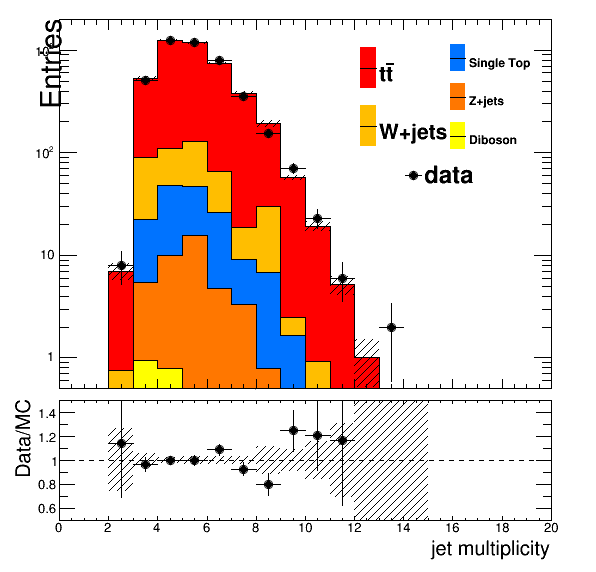 Entries
10³
10²
10
1
tt̄
W+jets
Single Top
Z+jets
Diboson
data
Data/MC
1.4
1.2
1
0.8
0.6
0 2 4 6 8 10 12 14 16 18 20
jet multiplicity